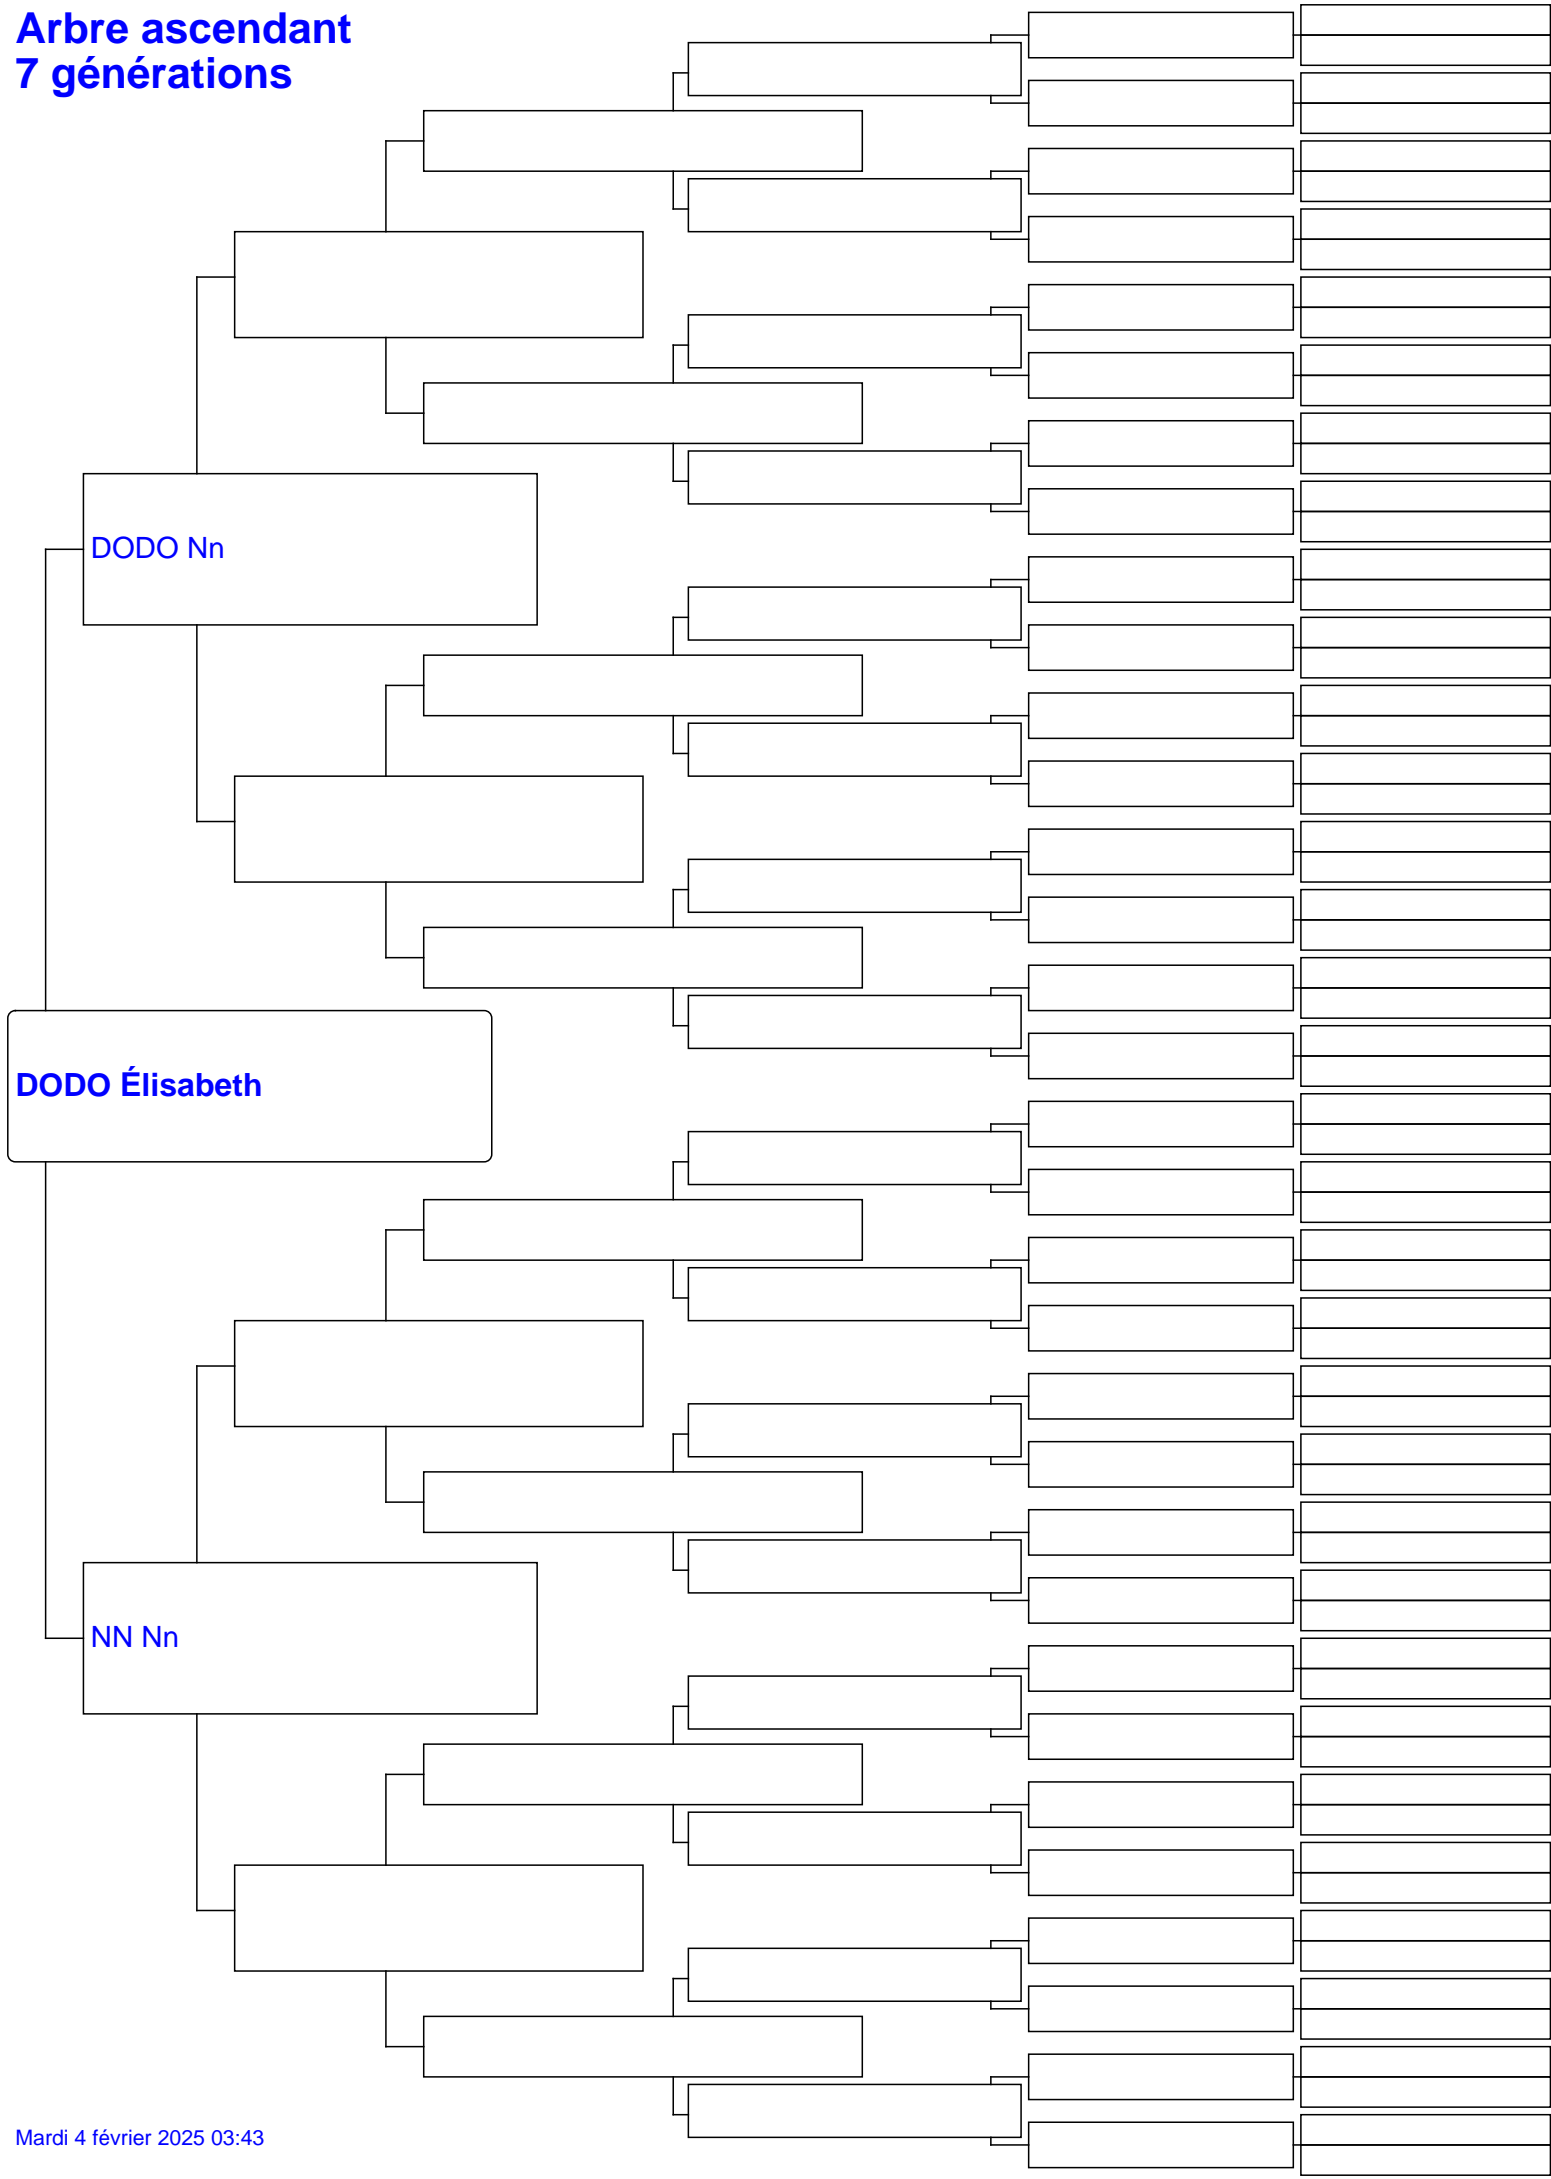 Arbre ascendant
7 générations
DODO Nn
DODO Élisabeth
NN Nn
Mardi 4 février 2025 03:43